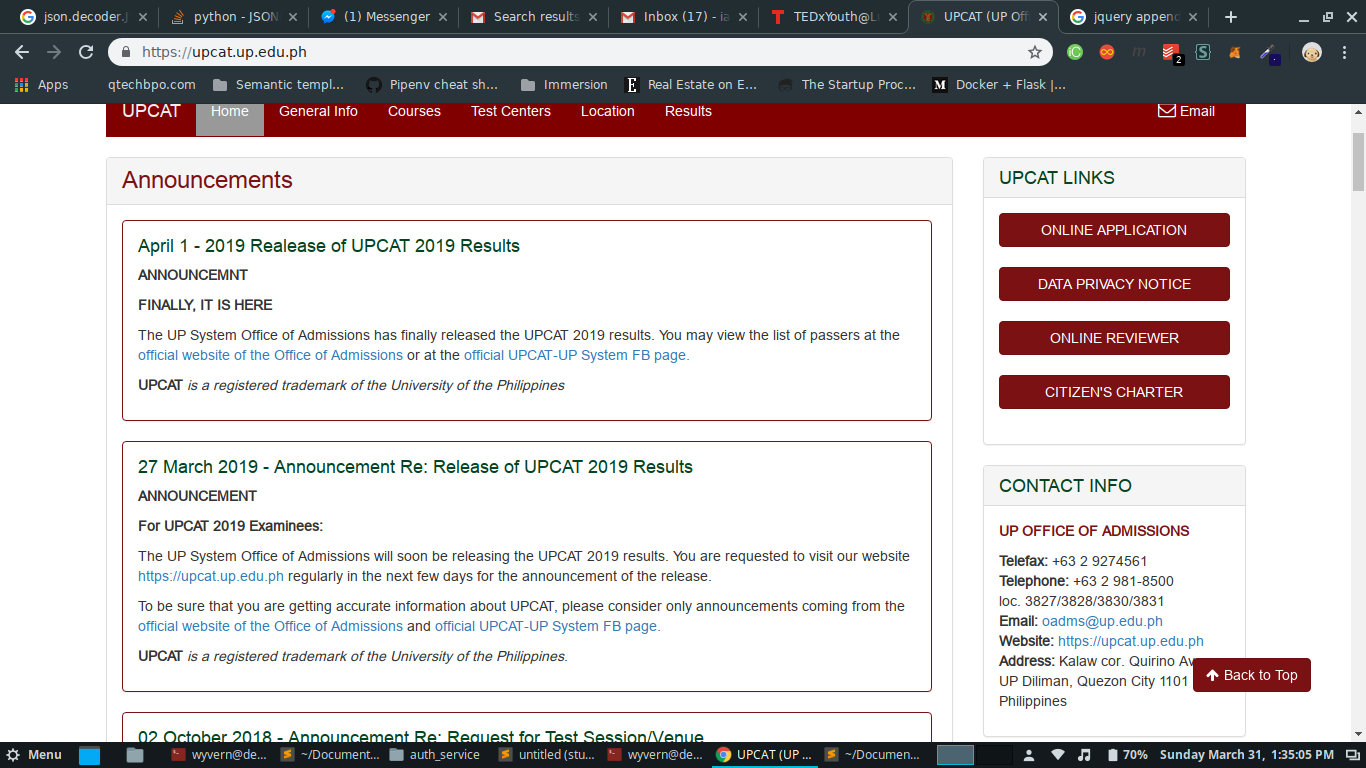 json.decoder.J
python - JSON
(1) Messenger
Search results
Inbox (17) - ia
TEDxYouth@L
UPCAT (UP Off
jquery append
https://upcat.up.edu.ph
2
Apps
qtechbpo.com
Semantic templ...
Pipenv cheat sh...
Immersion
Real Estate on E...
The Startup Proc...
Docker + Flask |...
UPCAT
Home
General Info
Courses
Test Centers
Location
Results
Email
Announcements
April 1 - 2019 Realease of UPCAT 2019 Results
ANNOUNCEMNT
FINALLY, IT IS HERE
The UP System Office of Admissions has finally released the UPCAT 2019 results. You may view the list of passers at the
official website of the Office of Admissions or at the official UPCAT-UP System FB page.
UPCAT is a registered trademark of the University of the Philippines
27 March 2019 - Announcement Re: Release of UPCAT 2019 Results
ANNOUNCEMENT
For UPCAT 2019 Examinees:
The UP System Office of Admissions will soon be releasing the UPCAT 2019 results. You are requested to visit our website
https://upcat.up.edu.ph regularly in the next few days for the announcement of the release.
To be sure that you are getting accurate information about UPCAT, please consider only announcements coming from the
official website of the Office of Admissions and official UPCAT-UP System FB page.
UPCAT is a registered trademark of the University of the Philippines.
02 October 2018 - Announcement Re: Request for Test Session/Venue
UPCAT LINKS
ONLINE APPLICATION
DATA PRIVACY NOTICE
ONLINE REVIEWER
CITIZEN'S CHARTER
CONTACT INFO
UP OFFICE OF ADMISSIONS
Telefax: +63 2 9274561
Telephone: +63 2 981-8500
loc. 3827/3828/3830/3831
Email: oadms@up.edu.ph
Website: https://upcat.up.edu.ph
Address: Kalaw cor. Quirino Av
UP Diliman, Quezon City 1101
Philippines
Back to Top
Menu
wyvern@de...
~/Document...
auth_service
untitled (stu...
wyvern@de...
UPCAT (UP ...
~/Documen...
70%
Sunday March 31, 1:35:05 PM